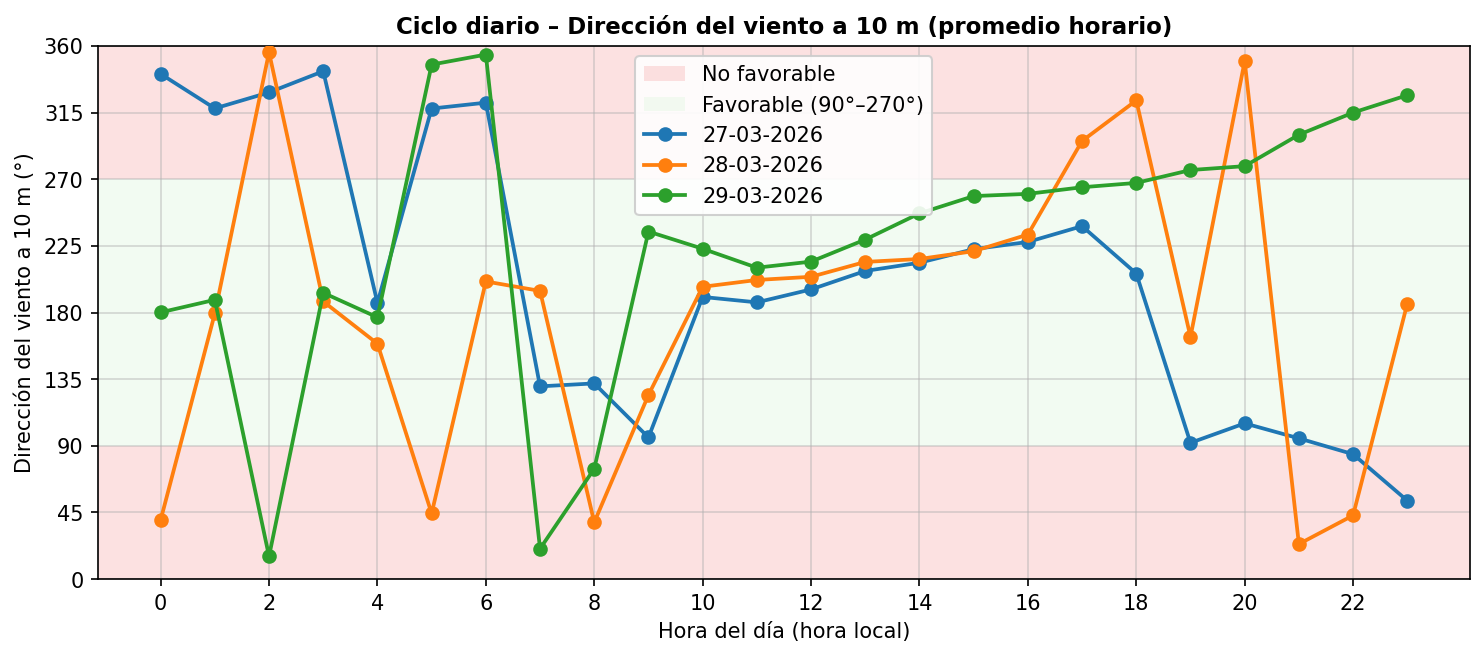 Ciclo diario – Dirección del viento a 10 m (promedio horario)
Dirección del viento a 10 m (°)
360
315
270
225
180
135
90
45
0
No favorable
Favorable (90°–270°)
27-03-2026
28-03-2026
29-03-2026
0 2 4 6 8 10 12 14 16 18 20 22
Hora del día (hora local)